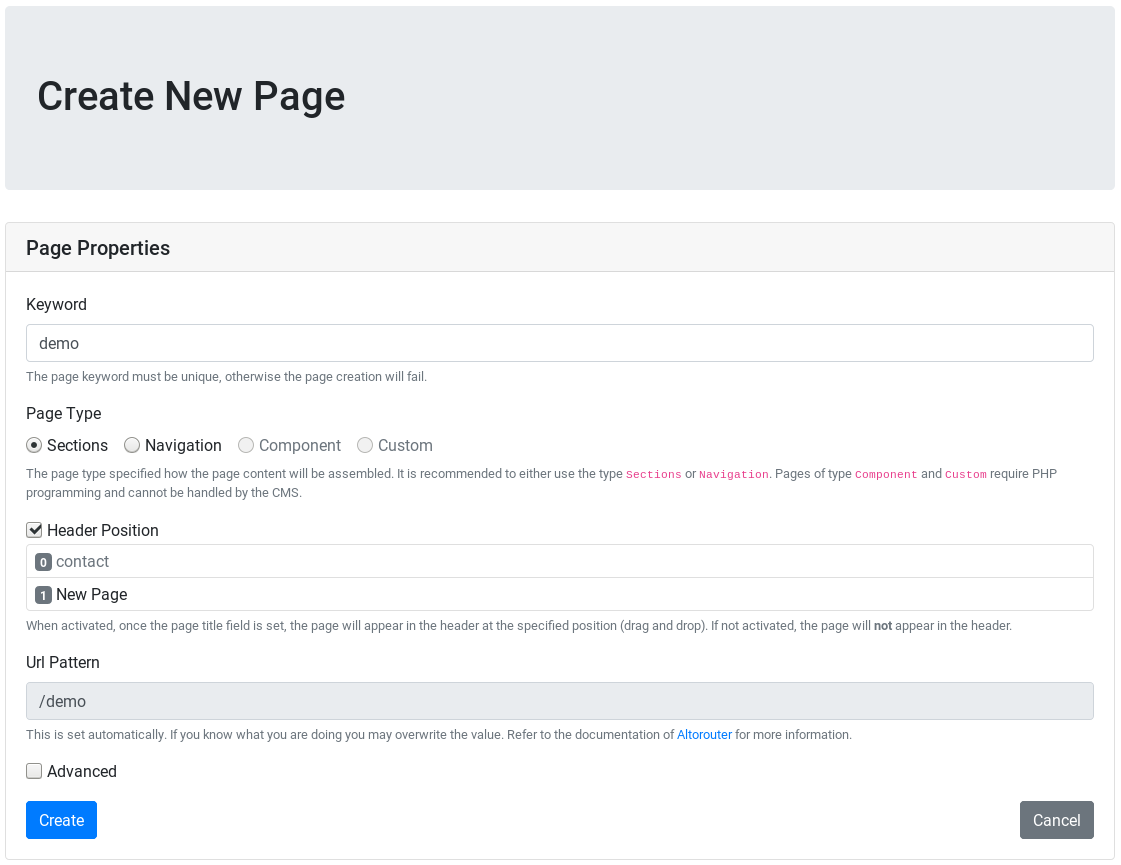 Create New Page
Page Properties
Keyword
demo
The page keyword must be unique, otherwise the page creation will fail.
Page Type
Sections Navigation Component Custom
The page type specified how the page content will be assembled. It is recommended to either use the type Sections or Navigation. Pages of type Component and Custom require PHP
programming and cannot be handled by the CMS.
Header Position
0 contact
1 New Page
When activated, once the page title field is set, the page will appear in the header at the specified position (drag and drop). If not activated, the page will not appear in the header.
Url Pattern
/demo
This is set automatically. If you know what you are doing you may overwrite the value. Refer to the documentation of Altorouter for more information.
Advanced
Create Cancel